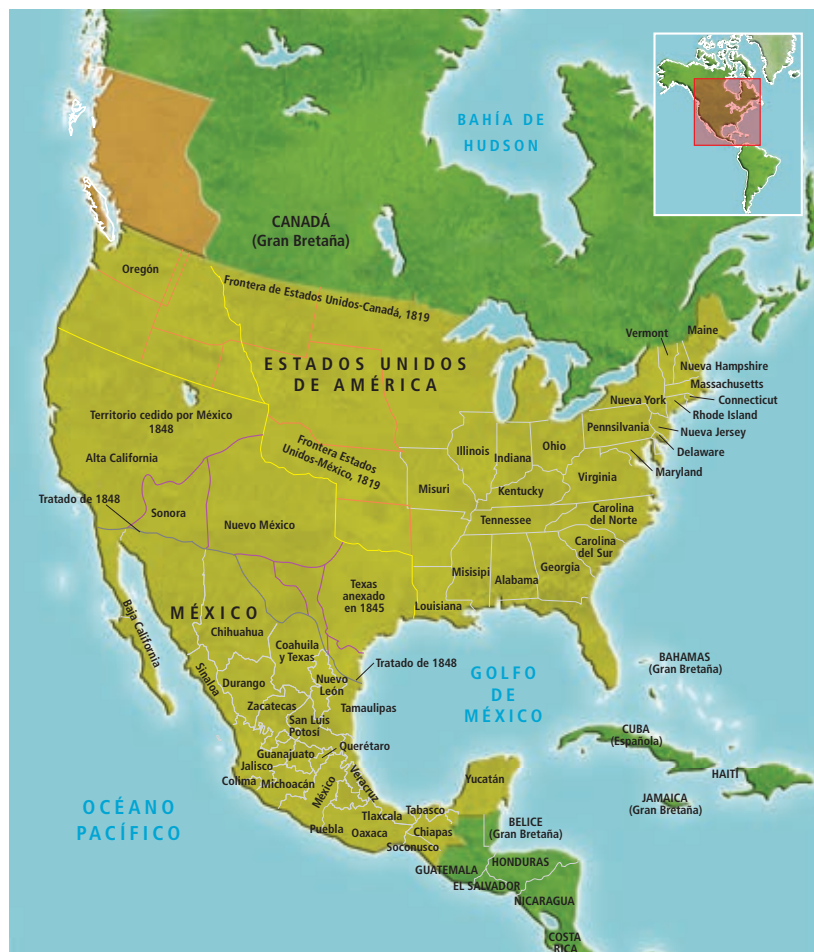 BAHÍA DE
HUDSON
CANADÁ
(Gran Bretaña)
Oregón
Frontera de Estados Unidos-Canadá, 1819
ESTADOS UNIDOS
DE AMÉRICA
Vermont
Maine
Nueva Hampshire
Massachusetts
Connecticut
Rhode Island
Nueva York
Pennsilvania
Nueva Jersey
Delaware
Maryland
Territorio cedido por México
1848
Alta California
Frontera Estados
Unidos-México, 1819
Illinois
Indiana
Ohio
Misuri
Kentucky
Virginia
Tratado de 1848
Sonora
Nuevo México
Tennessee
Carolina
del Norte
Carolina
del Sur
Misisipi
Alabama
Georgia
Texas
anexado
en 1845
Louisiana
MÉXICO
Baja California
Chihuahua
Coahuila
y Texas
Tratado de 1848
Sinaloa
Durango
Nuevo
León
Zacatecas
Tamaulipas
San Luis
Potosí
GOLFO
DE
MÉXICO
BAHAMAS
(Gran Bretaña)
Guanajuato
Querétaro
Jalisco
Colima
Michoacán
México
Veracruz
CUBA
(Española)
HAITÍ
Yucatán
JAMAICA
(Gran Bretaña)
OCÉANO
PACÍFICO
Puebla
Tlaxcala
Oaxaca
Tabasco
Chiapas
Soconusco
BELICE
(Gran Bretaña)
GUATEMALA
HONDURAS
EL SALVADOR
NICARAGUA
COSTA
RICA